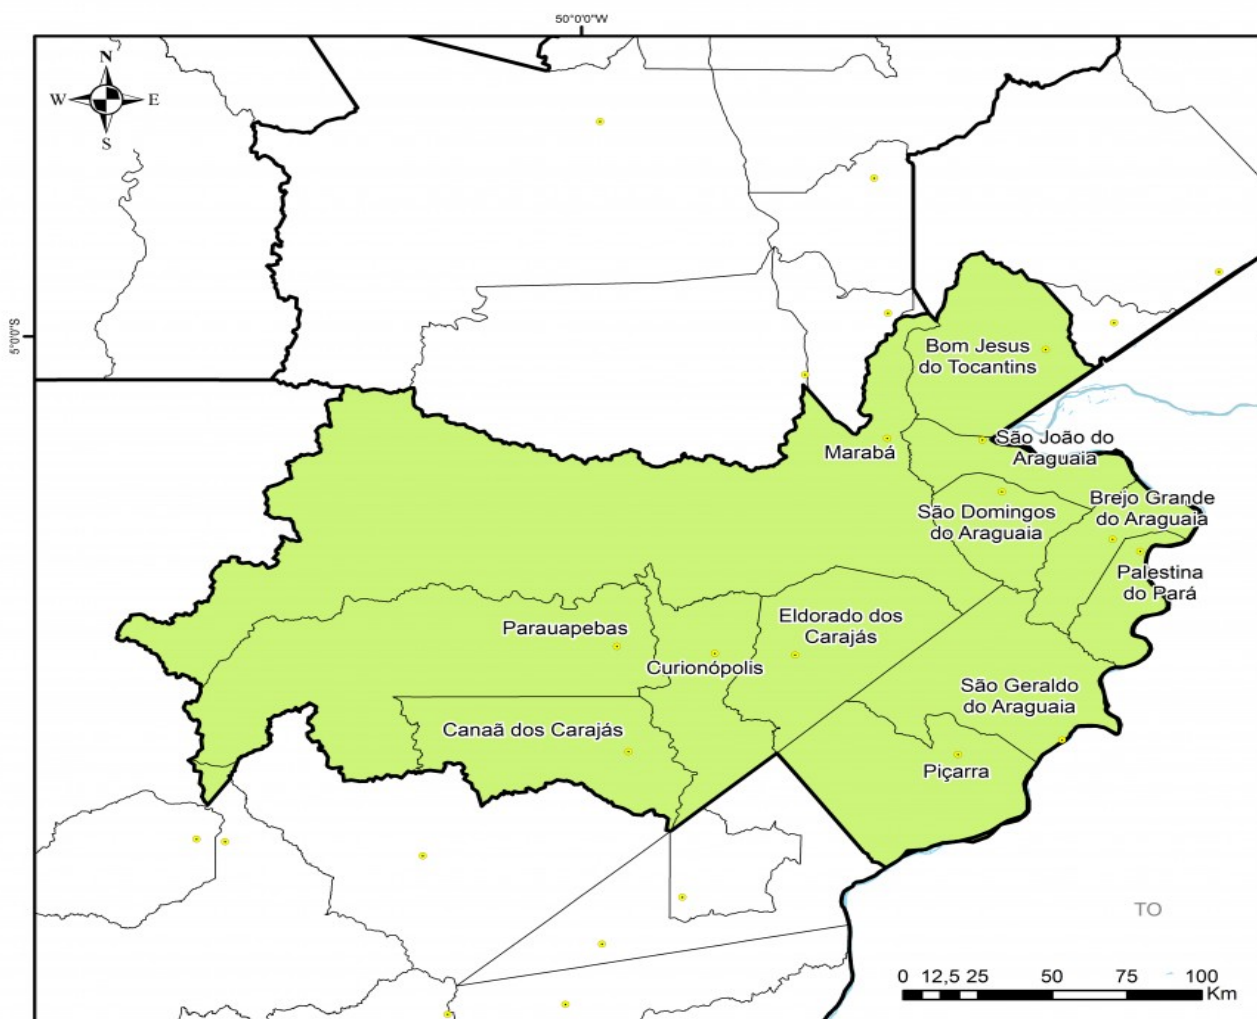 50°0'0"W
N
W E
S
5°0'0"S
Bom Jesus
do Tocantins
São João do
Araguaia
Marabá
Brejo Grande
do Araguaia
São Domingos
do Araguaia
Palestina
do Pará
Eldorado dos
Carajás
Parauapebas
Curionópolis
São Geraldo
do Araguaia
Canaã dos Carajás
Piçarra
TO
0 12,5 25 50 75 100
Km